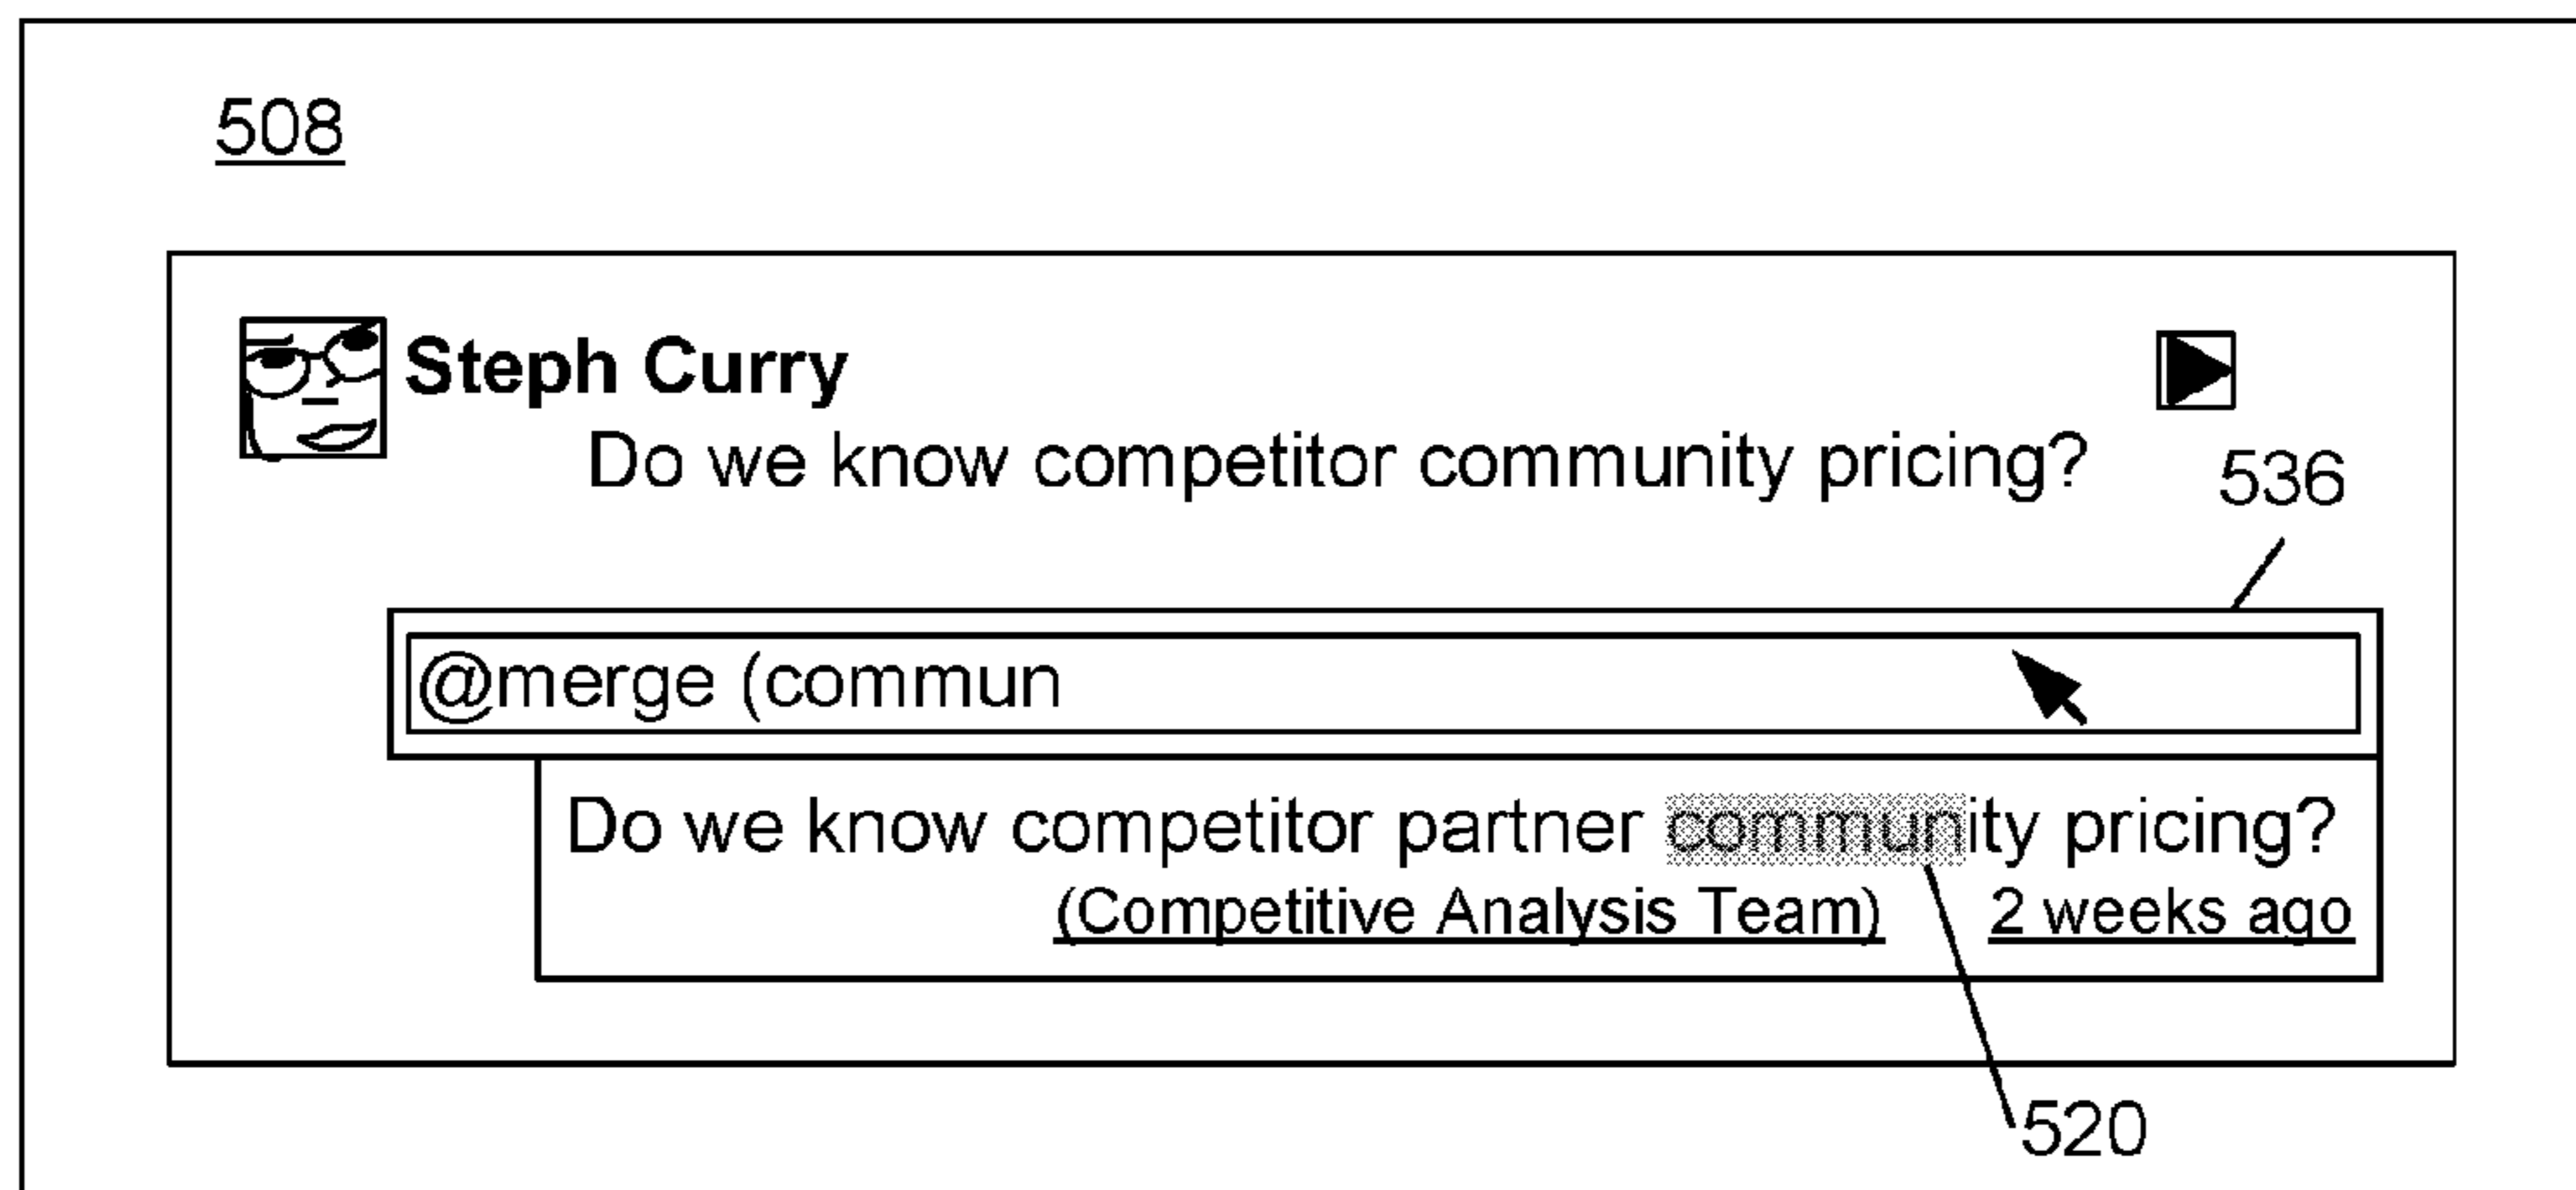 508
Steph Curry
Do we know competitor community pricing?
536
@merge (commun
Do we know competitor partner community pricing?
(Competitive Analysis Team) 2 weeks ago
520